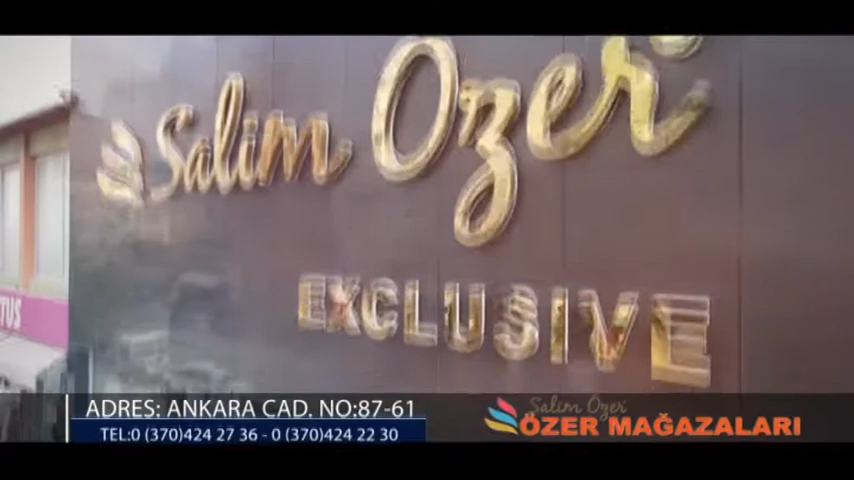 Salim Özer
EXCLUSIVE
TUS
ADRES: ANKARA CAD. NO:87-61
TEL:0 (370)424 27 36 - 0 (370)424 22 30
Salim Özer
ÖZER MAĞAZALARI